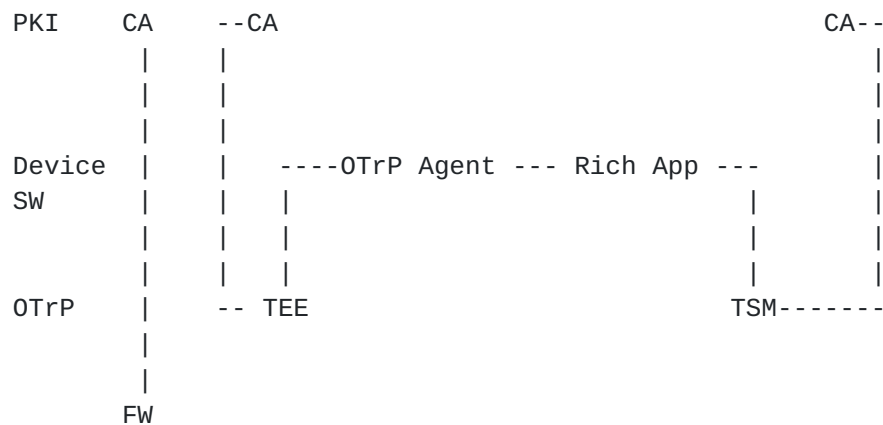 PKI CA --CA CA--
| | |
| | |
| | |
Device | | ----OTrP Agent --- Rich App --- |
SW | | | | |
| | | | |
| | | | |
OTrP | -- TEE TSM-------
|
|
FW